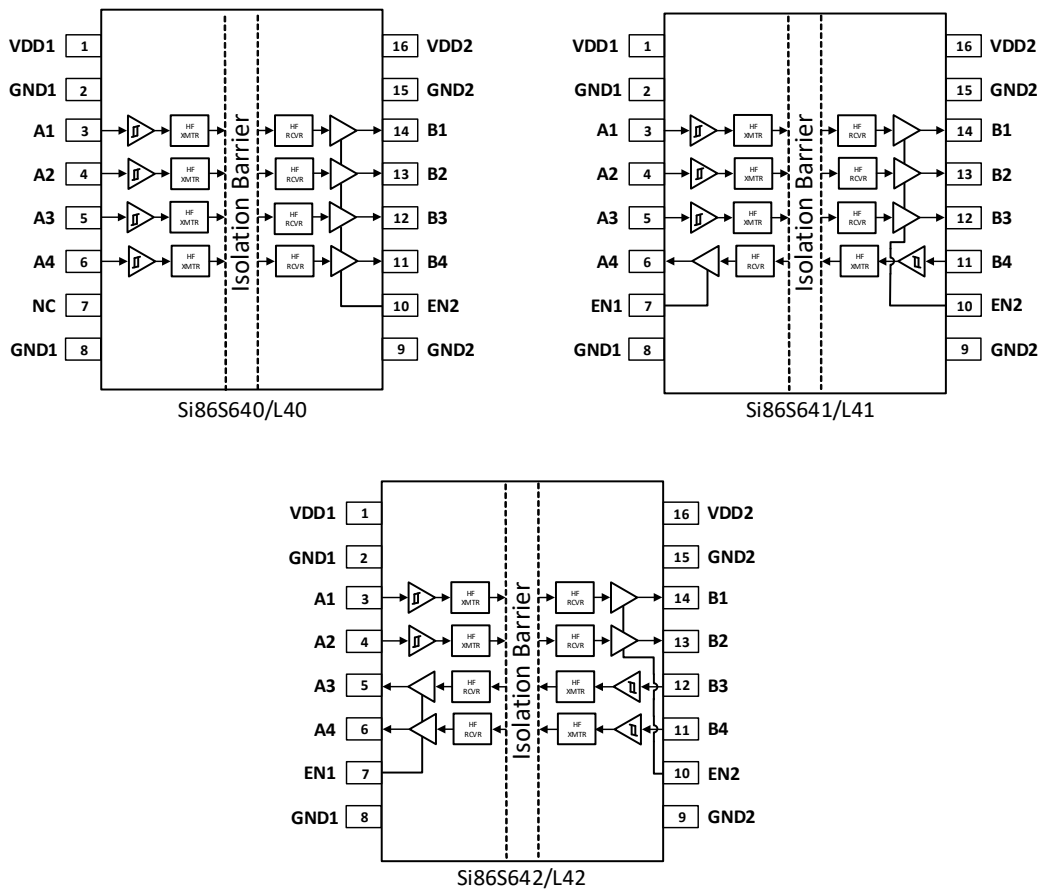 VDD1 1 16 VDD2
GND1 2 15 GND2
A1 3 HF XMTR HF RCVR 14 B1
A2 4 HF XMTR HF RCVR 13 B2
A3 5 HF XMTR HF RCVR 12 B3
A4 6 HF XMTR HF RCVR 11 B4
NC 7 10 EN2
GND1 8 9 GND2
Isolation Barrier
Si86S640/L40
VDD1 1 16 VDD2
GND1 2 15 GND2
A1 3 HF XMTR HF RCVR 14 B1
A2 4 HF XMTR HF RCVR 13 B2
A3 5 HF XMTR HF RCVR 12 B3
A4 6 HF RCVR HF XMTR 11 B4
EN1 7 10 EN2
GND1 8 9 GND2
Isolation Barrier
Si86S641/L41
VDD1 1 16 VDD2
GND1 2 15 GND2
A1 3 HF XMTR HF RCVR 14 B1
A2 4 HF XMTR HF RCVR 13 B2
A3 5 HF RCVR HF XMTR 12 B3
A4 6 HF RCVR HF XMTR 11 B4
EN1 7 10 EN2
GND1 8 9 GND2
Isolation Barrier
Si86S642/L42